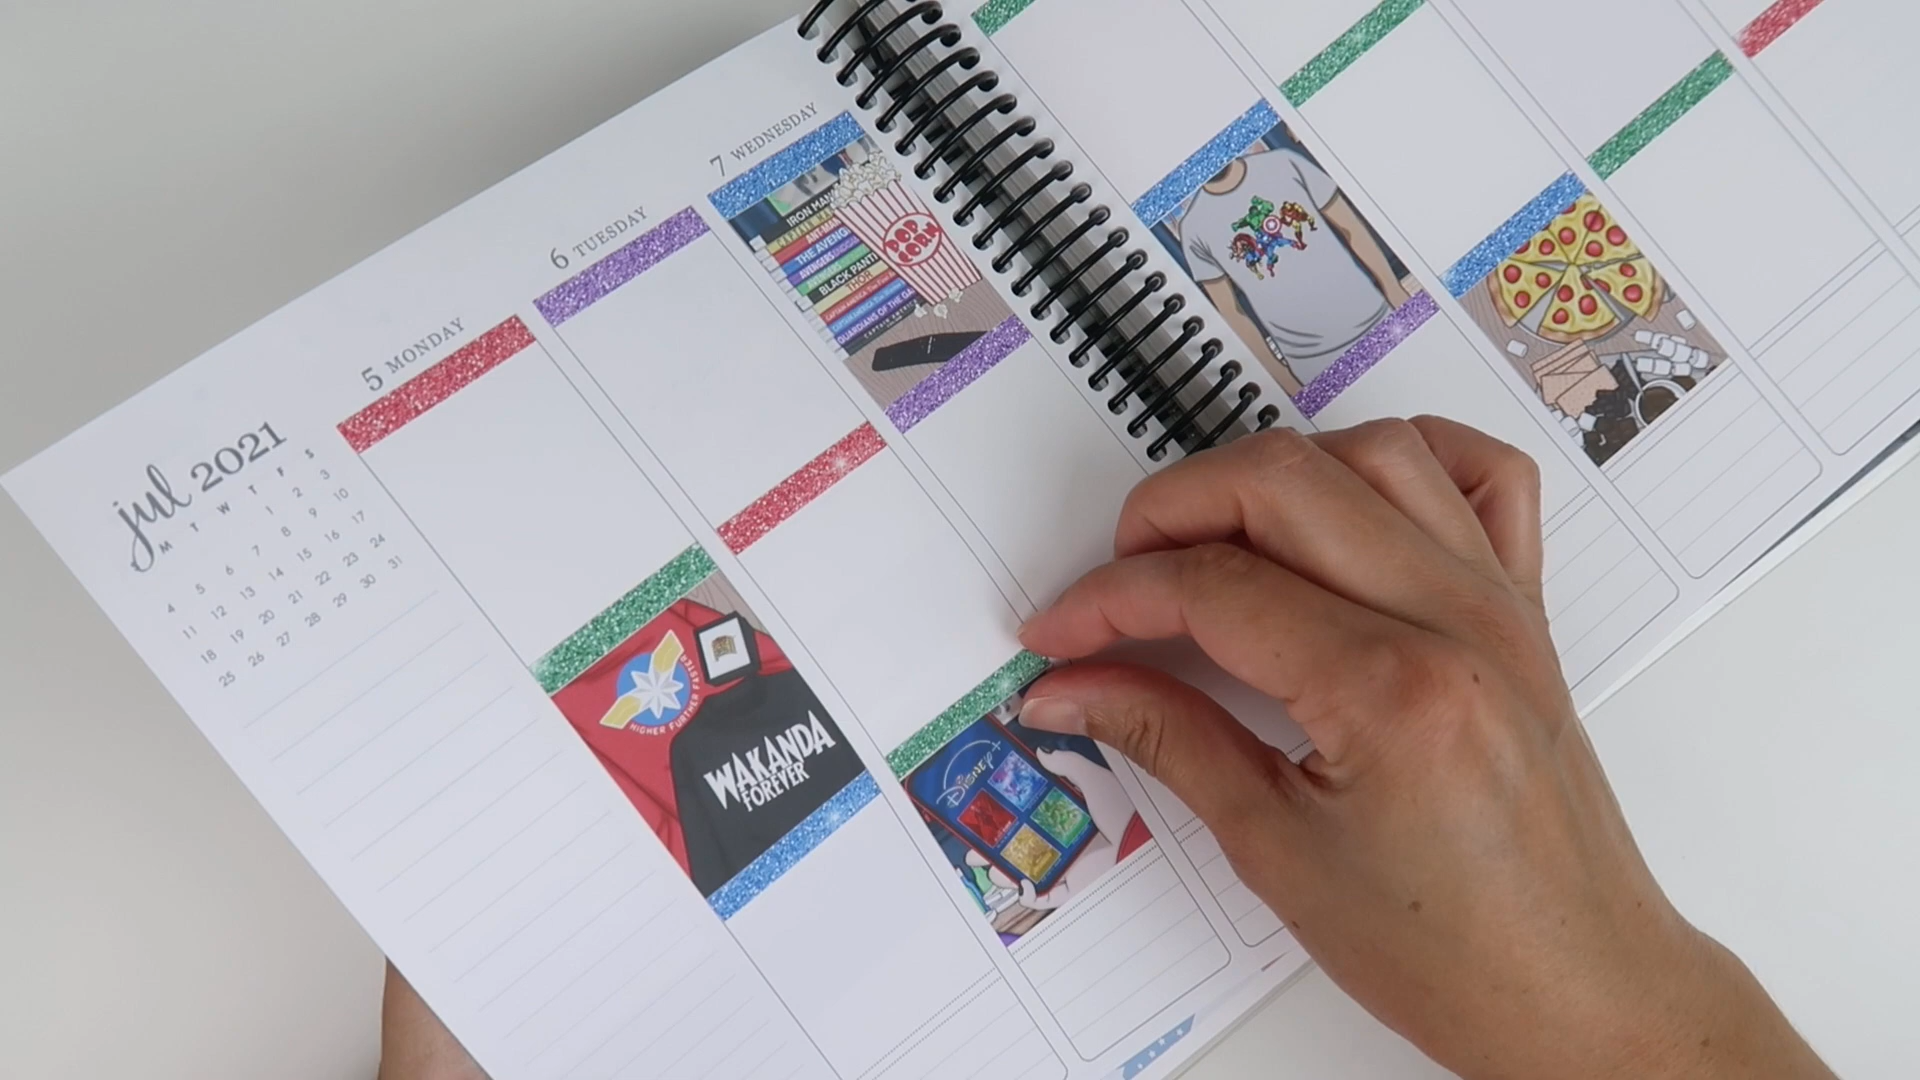 jul 2021
M T W T F S
1 2 3
4 5 6 7 8 9 10
11 12 13 14 15 16 17
18 19 20 21 22 23 24
25 26 27 28 29 30 31
5 MONDAY
6 TUESDAY
7 WEDNESDAY
IRON MAN
THE AVENG
AVENGERS
BLACK PANTH
THOR
GUARDIANS OF THE GA
POP
CORN
HIGHER FURTHER FASTER
WAKANDA
FOREVER
DISNEY+